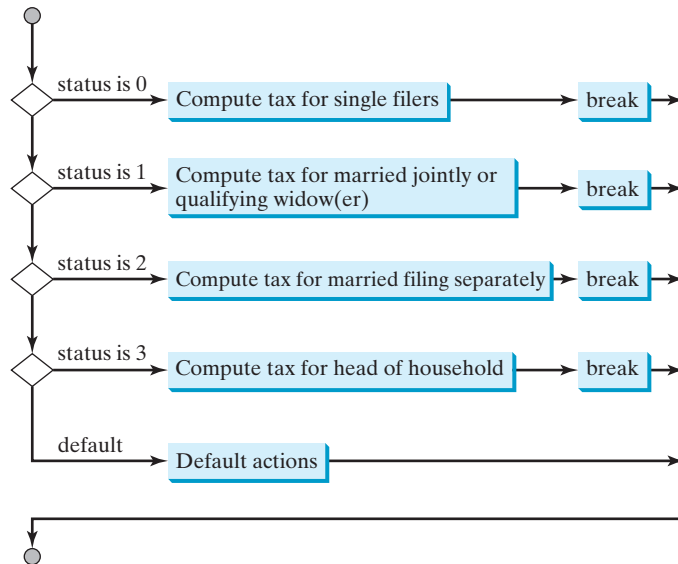 status is 0
Compute tax for single filers
break
status is 1
Compute tax for married jointly or
qualifying widow(er)
break
status is 2
Compute tax for married filing separately
break
status is 3
Compute tax for head of household
break
default
Default actions